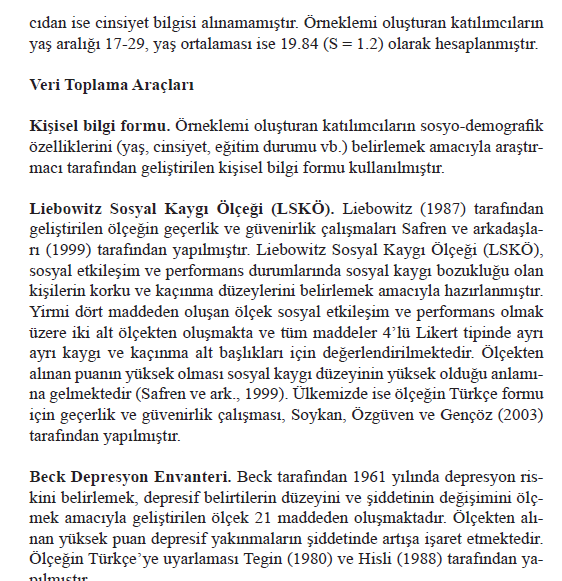 cıdan ise cinsiyet bilgisi alınamamıştır. Örneklemi oluşturan katılımcıların
yaş aralığı 17-29, yaş ortalaması ise 19.84 (S = 1.2) olarak hesaplanmıştır.
Veri Toplama Araçları
Kişisel bilgi formu. Örneklemi oluşturan katılımcıların sosyo-demografik
özelliklerini (yaş, cinsiyet, eğitim durumu vb.) belirlemek amacıyla araştır-
macı tarafından geliştirilen kişisel bilgi formu kullanılmıştır.
Liebowitz Sosyal Kaygı Ölçeği (LSKÖ). Liebowitz (1987) tarafından
geliştirilen ölçeğin geçerlik ve güvenirlik çalışmaları Safren ve arkadaşla-
rı (1999) tarafından yapılmıştır. Liebowitz Sosyal Kaygı Ölçeği (LSKÖ),
sosyal etkileşim ve performans durumlarında sosyal kaygı bozukluğu olan
kişilerin korku ve kaçınma düzeylerini belirlemek amacıyla hazırlanmıştır.
Yirmi dört maddeden oluşan ölçek sosyal etkileşim ve performans olmak
üzere iki alt ölçekten oluşmakta ve tüm maddeler 4’lü Likert tipinde ayrı
ayrı kaygı ve kaçınma alt başlıkları için değerlendirilmektedir. Ölçekten
alınan puanın yüksek olması sosyal kaygı düzeyinin yüksek olduğu anlamı-
na gelmektedir (Safren ve ark., 1999). Ülkemizde ise ölçeğin Türkçe formu
için geçerlik ve güvenirlik çalışması, Soykan, Özgüven ve Gençöz (2003)
tarafından yapılmıştır.
Beck Depresyon Envanteri. Beck tarafından 1961 yılında depresyon ris-
kini belirlemek, depresif belirtilerin düzeyini ve şiddetinin değişimini ölç-
mek amacıyla geliştirilen ölçek 21 maddeden oluşmaktadır. Ölçekten alı-
nan yüksek puan depresif yakınmaların şiddetinde artışa işaret etmektedir.
Ölçeğin Türkçe’ye uyarlaması Tegin (1980) ve Hisli (1988) tarafından ya-
pılmıştır.